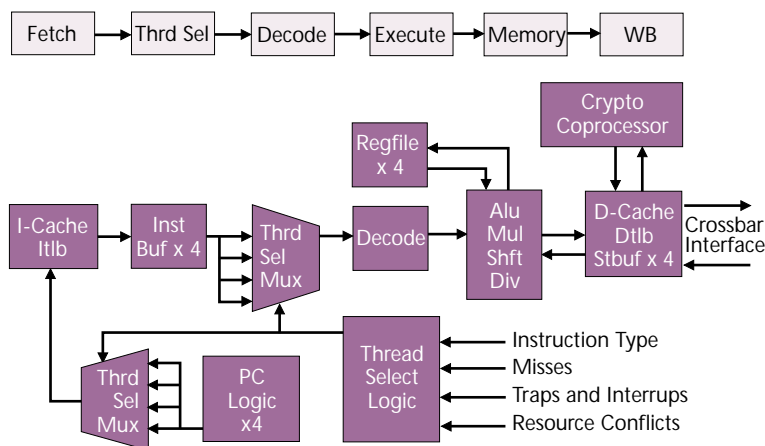 Fetch
Thrd Sel
Decode
Execute
Memory
WB
Crypto
Coprocessor
Regfile
x 4
I-Cache
Itlb
Inst
Buf x 4
Thrd
Sel
Mux
Decode
Alu
Mul
Shft
Div
D-Cache
Dtlb
Stbuf x 4
Crossbar
Interface
Thrd
Sel
Mux
PC
Logic
x4
Thread
Select
Logic
Instruction Type
Misses
Traps and Interrups
Resource Conflicts